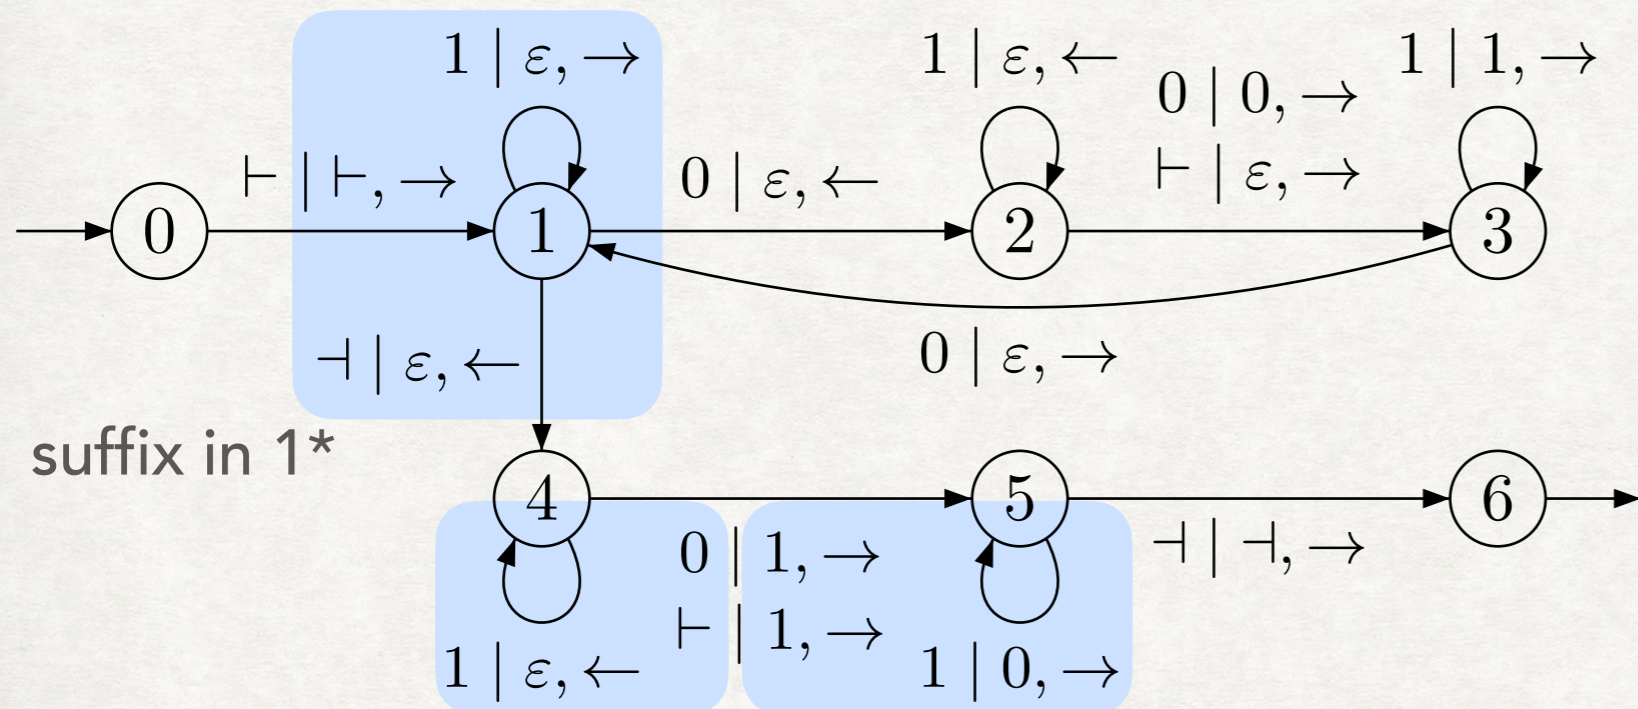 1 | ε, →
1 | ε, ←
1 | 1, →
0 | 0, →
⊢ | ⊢, →
0 | ε, ←
⊢ | ε, →
0
1
2
3
⊣ | ε, ←
0 | ε, →
suffix in 1*
4
5
6
0 | 1, →
⊣ | ⊣, →
⊢ | 1, →
1 | ε, ←
1 | 0, →